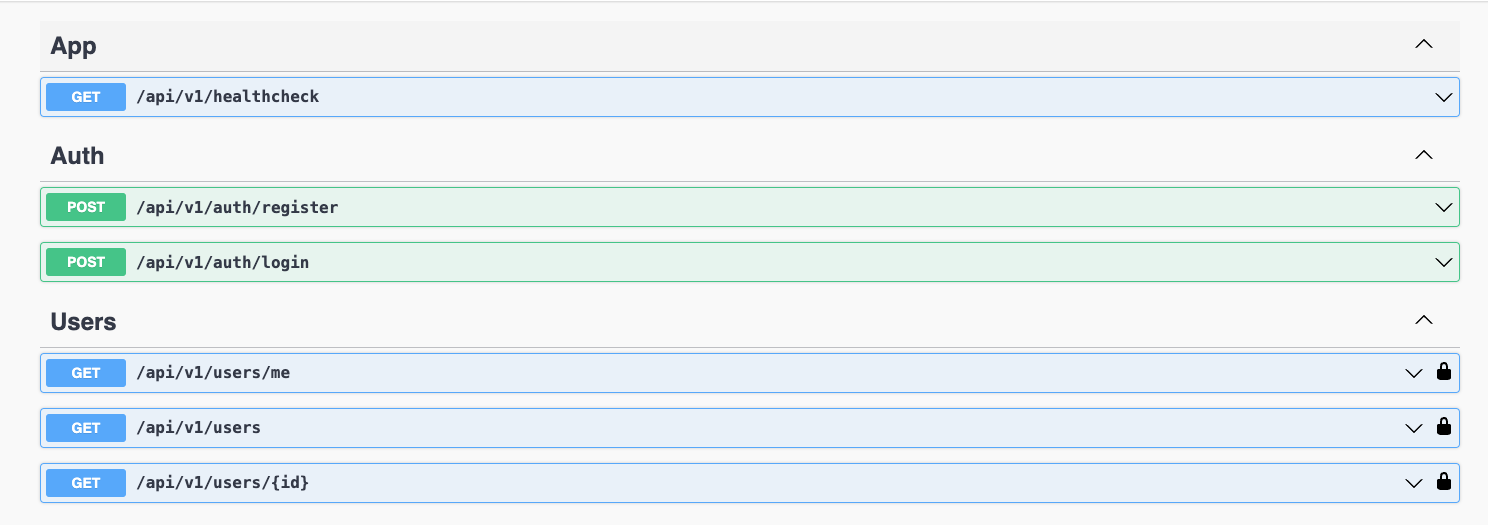 App
GET /api/v1/healthcheck
Auth
POST /api/v1/auth/register
POST /api/v1/auth/login
Users
GET /api/v1/users/me
GET /api/v1/users
GET /api/v1/users/{id}